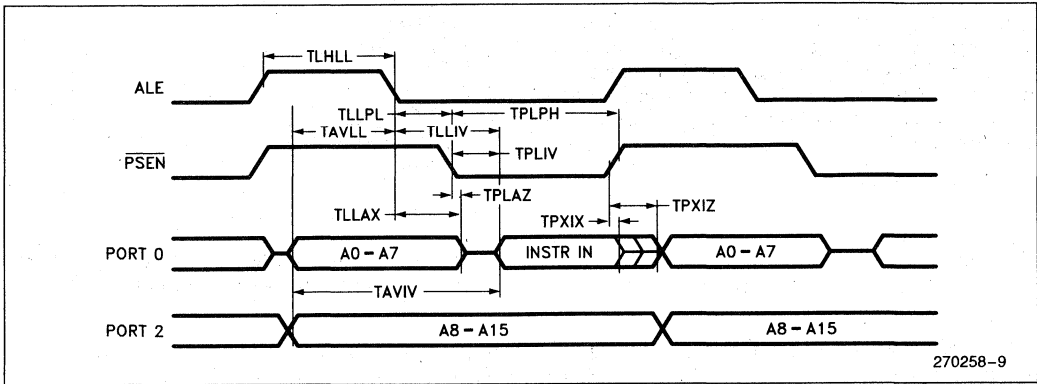 TLHLL
ALE
TLLPL
TPLPH
TAVLL
TLLIV
PSEN
TPLIV
TPLAZ
TLLAX
TPXIX
TPXIZ
PORT 0
A0 – A7
INSTR IN
A0 – A7
TAVIV
PORT 2
A8 – A15
A8 – A15
270258–9